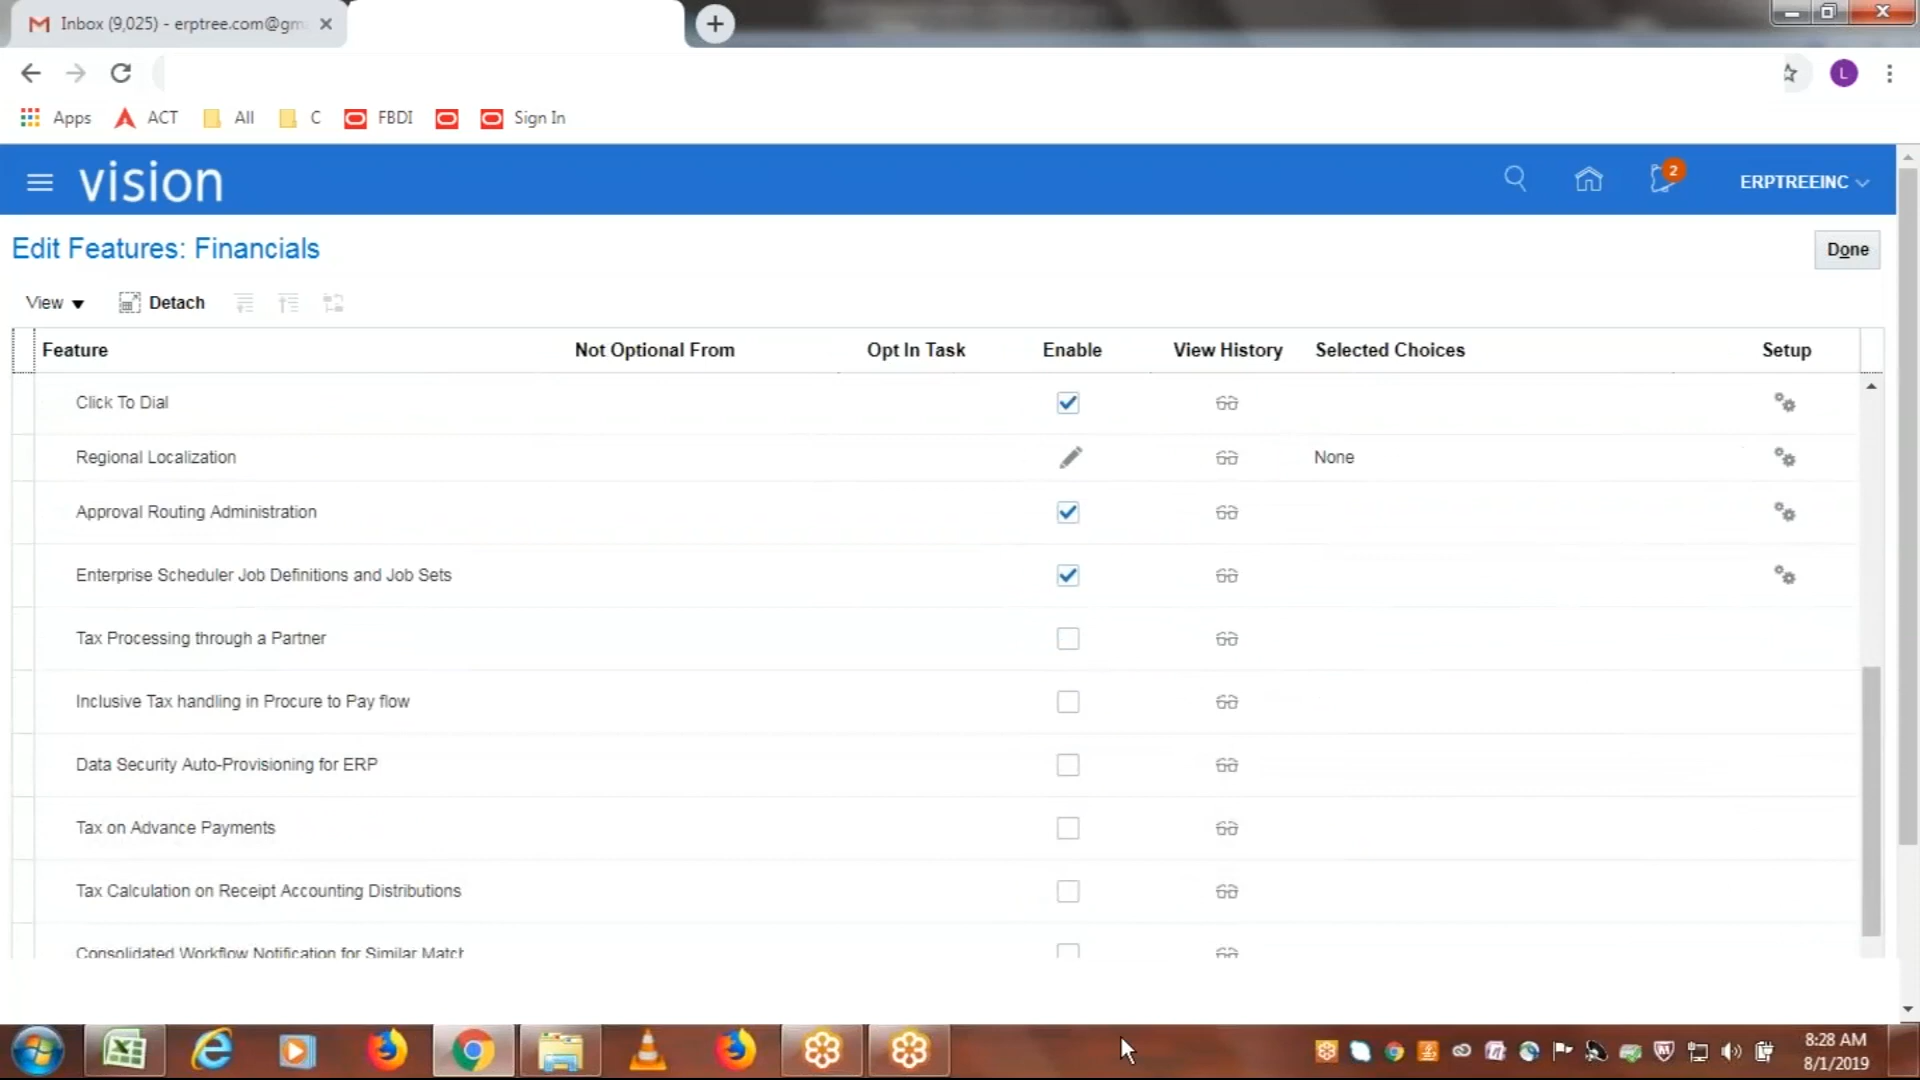 Inbox (9,025) - erptree.com@gm
Apps ACT All C FBDI Sign In
vision
2
ERPTREEINC
Edit Features: Financials
Done
View Detach
Feature Not Optional From Opt In Task Enable View History Selected Choices Setup
Click To Dial
Regional Localization None
Approval Routing Administration
Enterprise Scheduler Job Definitions and Job Sets
Tax Processing through a Partner
Inclusive Tax handling in Procure to Pay flow
Data Security Auto-Provisioning for ERP
Tax on Advance Payments
Tax Calculation on Receipt Accounting Distributions
Consolidated Workflow Notification for Similar Match
L
8:28 AM
8/1/2019